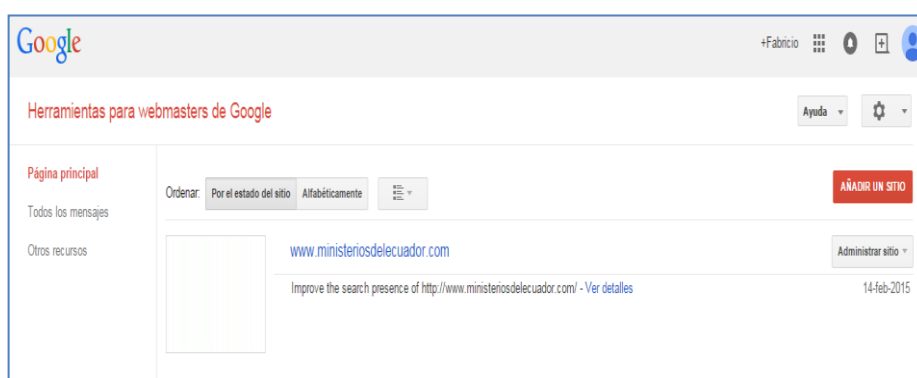 Google
+Fabricio
Herramientas para webmasters de Google
Ayuda
Página principal
Todos los mensajes
Otros recursos
Ordenar: Por el estado del sitio Alfabéticamente
AÑADIR UN SITIO
www.ministeriosdelecuador.com
Administrar sitio
Improve the search presence of http://www.ministeriosdelecuador.com/ - Ver detalles
14-feb-2015